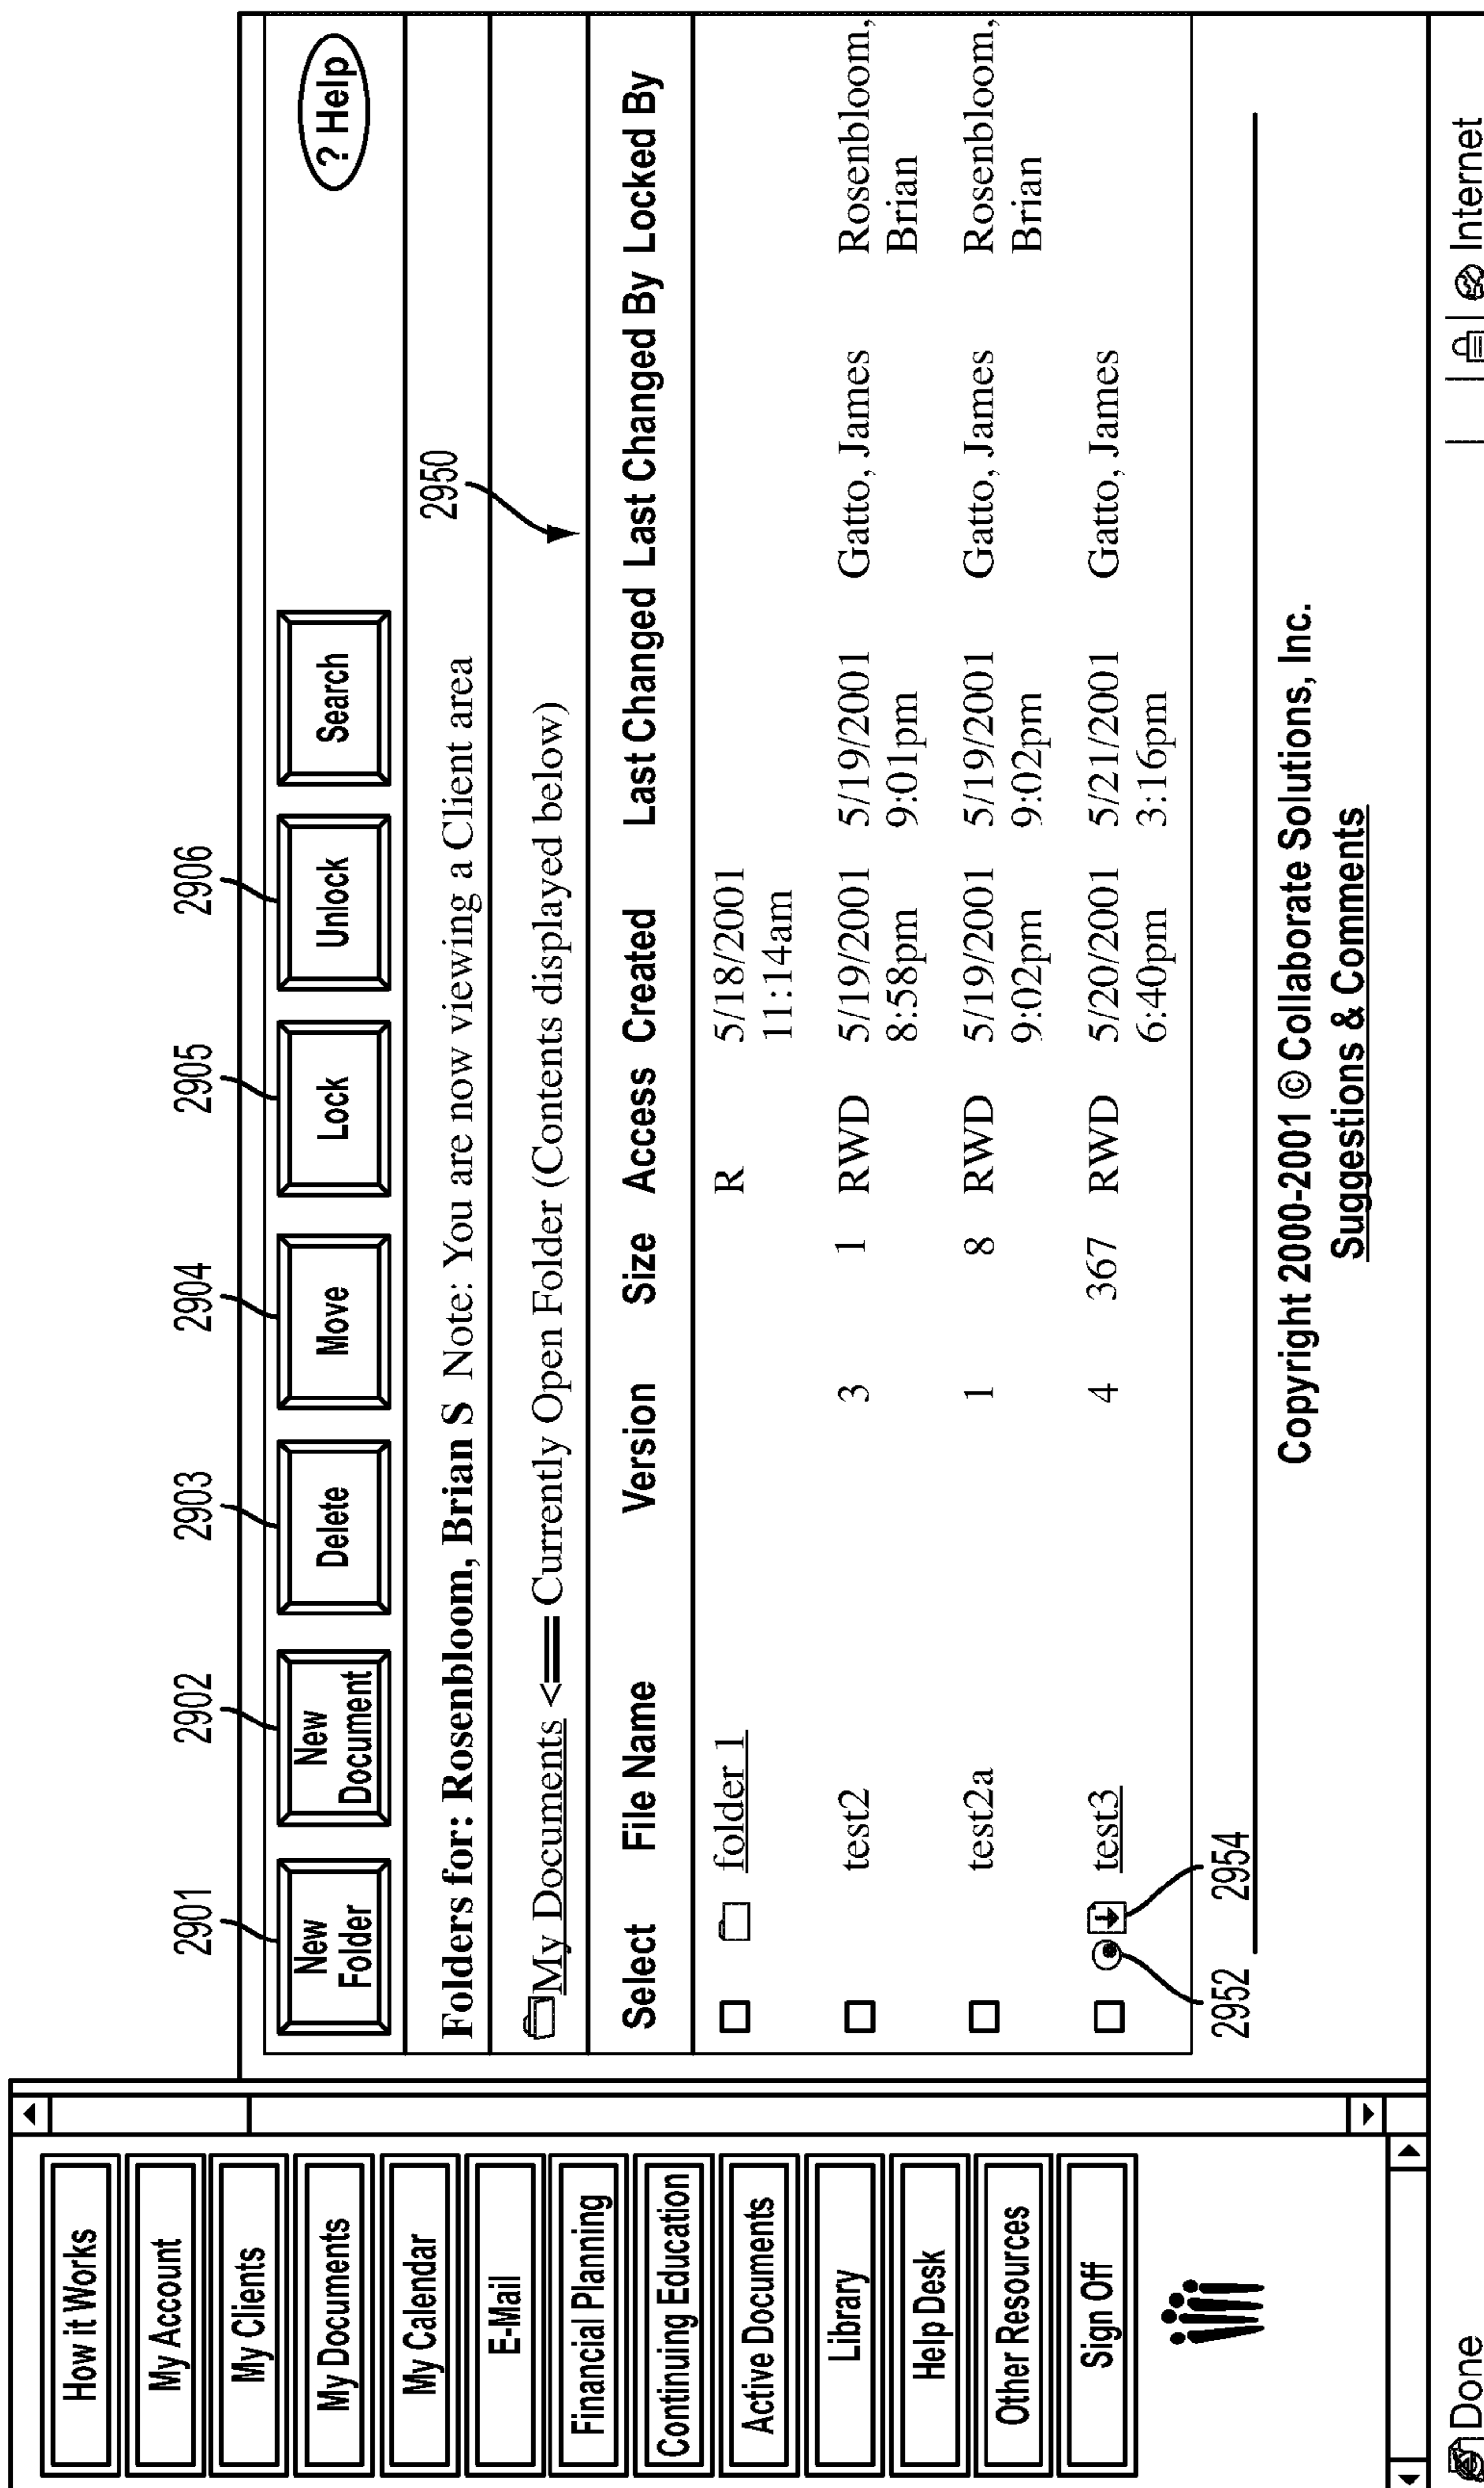 How it Works
My Account
My Clients
My Documents
My Calendar
E-Mail
Financial Planning
Continuing Education
Active Documents
Library
Help Desk
Other Resources
Sign Off
2901 2902 2903 2904 2905 2906
New Folder New Document Delete Move Lock Unlock Search ? Help
Folders for: Rosenbloom, Brian S Note: You are now viewing a Client area
2950
My Documents <== Currently Open Folder (Contents displayed below)
Select File Name Version Size Access Created Last Changed Last Changed By Locked By
folder 1 R 5/18/2001
11:14am
test2 3 1 RWD 5/19/2001 5/19/2001 Gatto, James Rosenbloom,
8:58pm 9:01pm Brian
test2a 1 8 RWD 5/19/2001 5/19/2001 Gatto, James Rosenbloom,
9:02pm 9:02pm Brian
test3 4 367 RWD 5/20/2001 5/21/2001 Gatto, James
6:40pm 3:16pm
2952 2954
Copyright 2000-2001 © Collaborate Solutions, Inc.
Suggestions & Comments
Done Internet